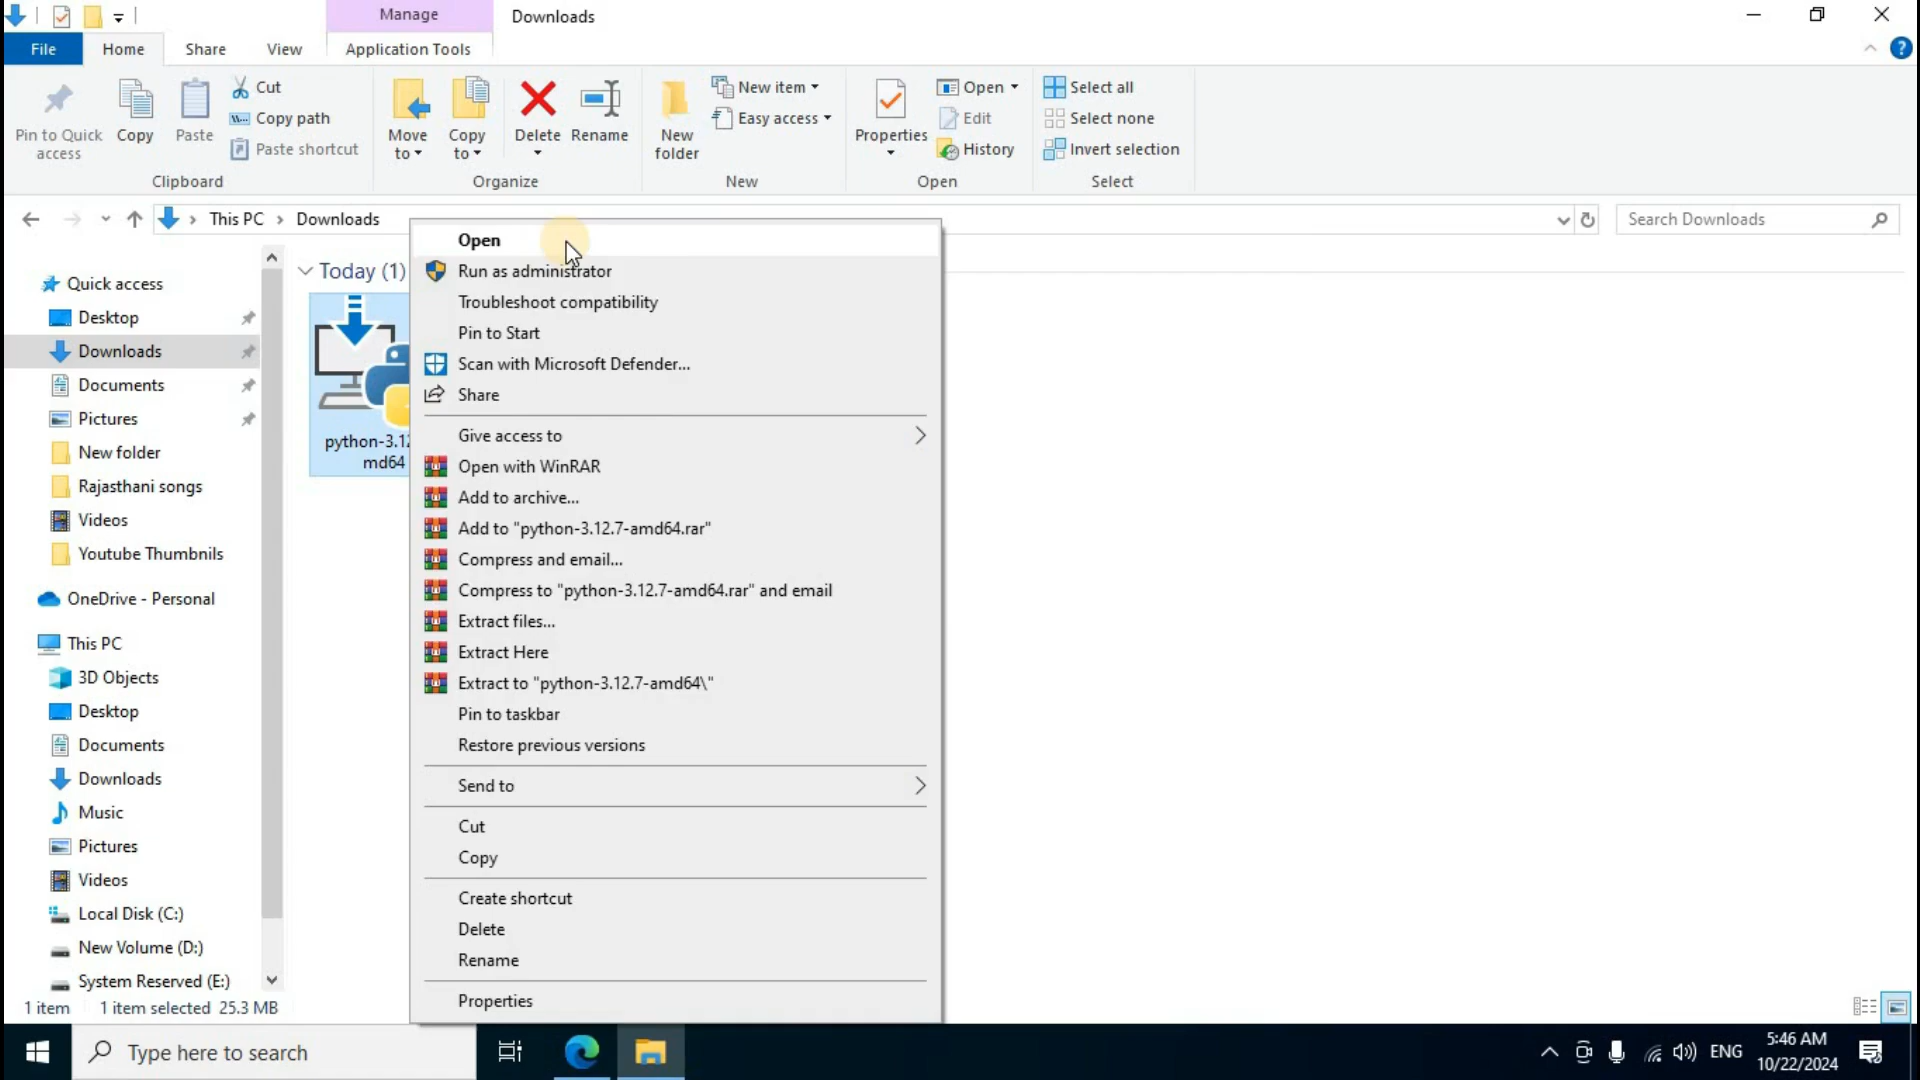 Manage
Downloads
File
Home
Share
View
Application Tools
Pin to Quick
access
Copy
Paste
Cut
Copy path
Paste shortcut
Clipboard
Move
to
Copy
to
Delete
Rename
Organize
New
folder
New item
Easy access
New
Properties
Open
Edit
History
Open
Select all
Select none
Invert selection
Select
This PC
Downloads
Search Downloads
Quick access
Desktop
Downloads
Documents
Pictures
New folder
Rajasthani songs
Videos
Youtube Thumbnils
OneDrive - Personal
This PC
3D Objects
Desktop
Documents
Downloads
Music
Pictures
Videos
Local Disk (C:)
New Volume (D:)
System Reserved (E:)
Today (1)
python-3.12
md64
Open
Run as administrator
Troubleshoot compatibility
Pin to Start
Scan with Microsoft Defender...
Share
Give access to
Open with WinRAR
Add to archive...
Add to "python-3.12.7-amd64.rar"
Compress and email...
Compress to "python-3.12.7-amd64.rar" and email
Extract files...
Extract Here
Extract to "python-3.12.7-amd64\"
Pin to taskbar
Restore previous versions
Send to
Cut
Copy
Create shortcut
Delete
Rename
Properties
1 item
1 item selected 25.3 MB
Type here to search
ENG
5:46 AM
10/22/2024